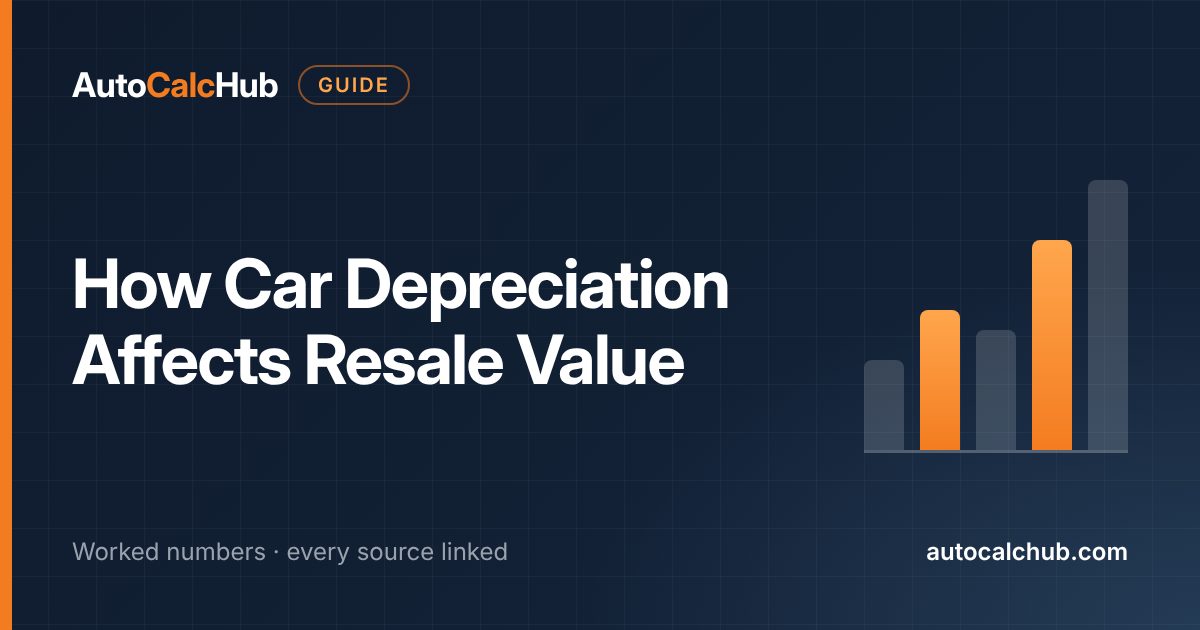 AutoCalcHub GUIDE
How Car Depreciation
Affects Resale Value
Worked numbers · every source linked
autocalchub.com